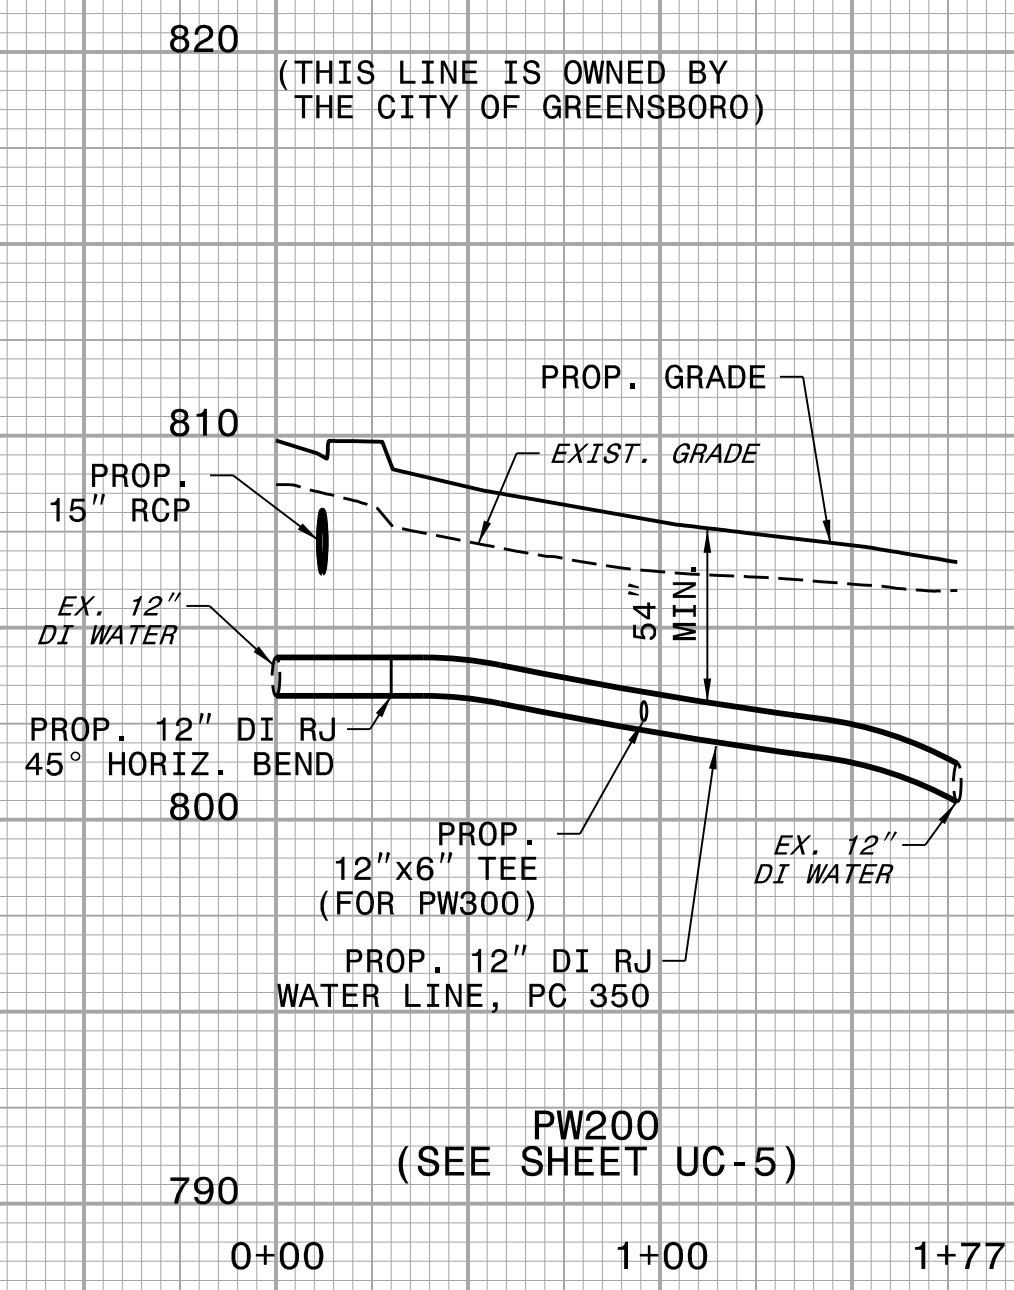 820
(THIS LINE IS OWNED BY
THE CITY OF GREENSBORO)
PROP. GRADE
810
EXIST. GRADE
PROP.
15" RCP
54"
MIN.
EX. 12"
DI WATER
PROP. 12" DI RJ
45° HORIZ. BEND
800
PROP.
12"x6" TEE
(FOR PW300)
EX. 12"
DI WATER
PROP. 12" DI RJ
WATER LINE, PC 350
PW200
(SEE SHEET UC-5)
790
0+00
1+00
1+77